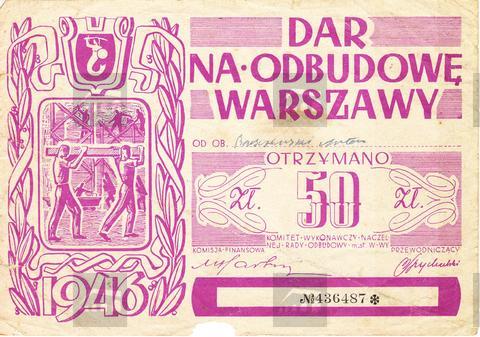 DAR
NA·ODBUDOWĘ
WARSZAWY
OD OB.
OTRZYMANO
ZŁ. 50 ZŁ.
KOMITET·WYKONAWCZY·NACZEL
NEJ·RADY·ODBUDOWY·m.st W-WY
KOMISJA·FINANSOWA
PRZEWODNICZĄCY
1946
№436487✻